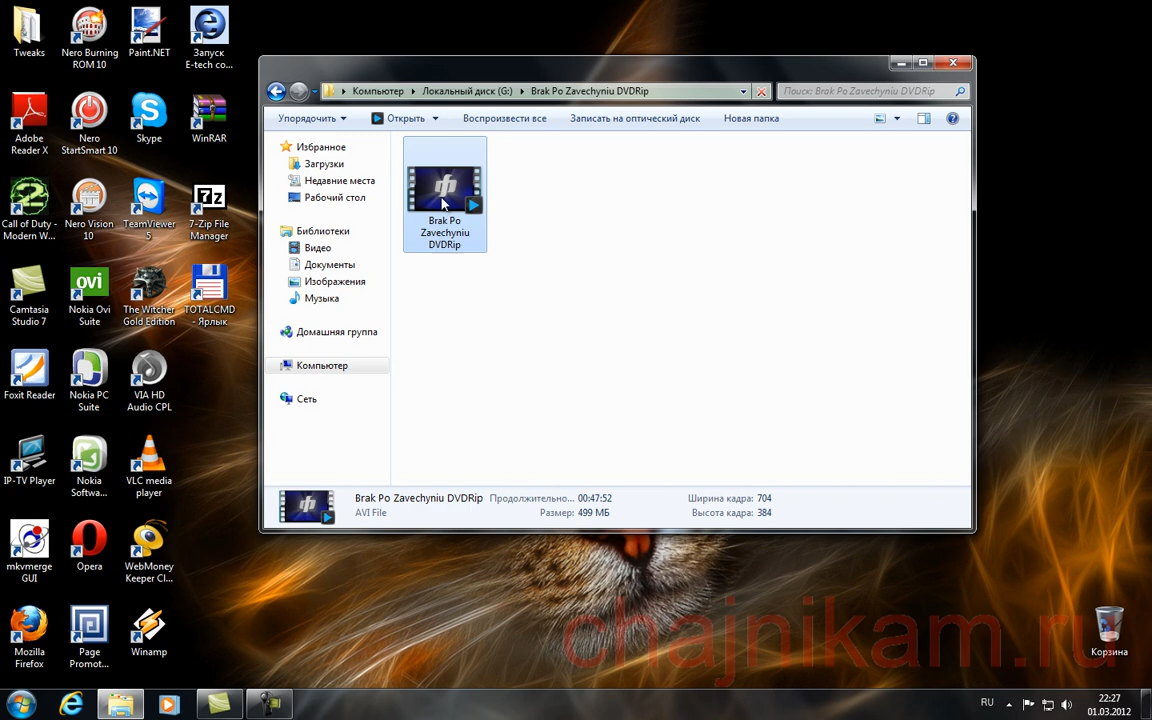 Tweaks
Nero Burning
ROM 10
Paint.NET
Запуск
E-tech co...
Adobe
Reader X
Nero
StartSmart 10
Skype
WinRAR
Call of Duty -
Modern W...
Nero Vision
10
TeamViewer
5
7-Zip File
Manager
Camtasia
Studio 7
ovi
Nokia Ovi
Suite
The Witcher
Gold Edition
TOTALCMD
- Ярлык
Foxit Reader
Nokia PC
Suite
VIA HD
Audio CPL
IP-TV Player
Nokia
Softwa...
VLC media
player
mkvmerge
GUI
Opera
WebMoney
Keeper Cl...
Mozilla
Firefox
Page
Promot...
Winamp
Компьютер
Локальный диск (G:)
Brak Po Zavechyniu DVDRip
Поиск: Brak Po Zavechyniu DVDRip
Упорядочить
Открыть
Воспроизвести все
Записать на оптический диск
Новая папка
Избранное
Загрузки
Недавние места
Рабочий стол
Библиотеки
Видео
Документы
Изображения
Музыка
Домашняя группа
Компьютер
Сеть
Brak Po
Zavechyniu
DVDRip
Brak Po Zavechyniu DVDRip
Продолжительно... 00:47:52
Ширина кадра: 704
AVI File
Размер: 499 МБ
Высота кадра: 384
chajnikam.ru
Корзина
RU
22:27
01.03.2012